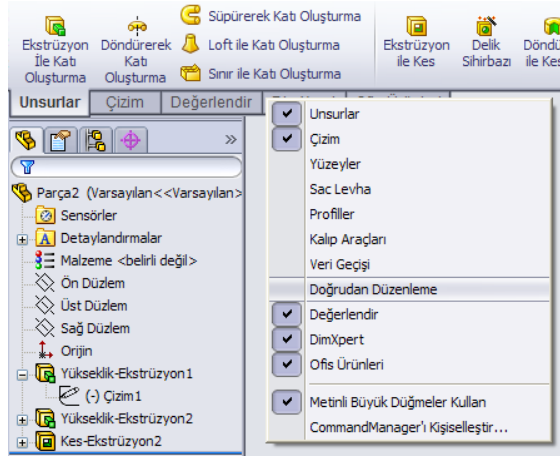 Süpürerek Katı Oluşturma
Ekstrüzyon İle Katı Oluşturma
Döndürerek Katı Oluşturma
Loft ile Katı Oluşturma
Sınır ile Katı Oluşturma
Ekstrüzyon ile Kes
Delik Sihirbazı
Unsurlar
Çizim
Değerlendir
Parça2 (Varsayılan<<Varsayılan>
Sensörler
Detaylandırmalar
Malzeme <belirli değil>
Ön Düzlem
Üst Düzlem
Sağ Düzlem
Orijin
Yükseklik-Ekstrüzyon1
(-) Çizim1
Yükseklik-Ekstrüzyon2
Kes-Ekstrüzyon2
Unsurlar
Çizim
Yüzeyler
Sac Levha
Profiller
Kalıp Araçları
Veri Geçişi
Doğrudan Düzenleme
Değerlendir
DimXpert
Ofis Ürünleri
Metinli Büyük Düğmeler Kullan
CommandManager'ı Kişiselleştir...